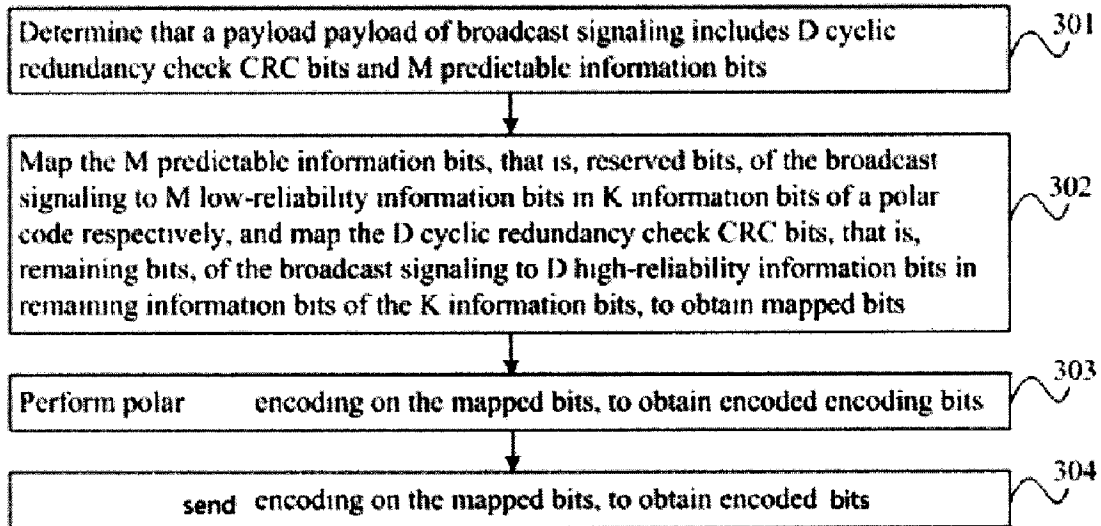 Determine that a payload payload of broadcast signaling includes D cyclic
redundancy check CRC bits and M predictable information bits
301
Map the M predictable information bits, that is, reserved bits, of the broadcast
signaling to M low-reliability information bits in K information bits of a polar
code respectively, and map the D cyclic redundancy check CRC bits, that is,
remaining bits, of the broadcast signaling to D high-reliability information bits in
remaining information bits of the K information bits, to obtain mapped bits
302
Perform polar encoding on the mapped bits, to obtain encoded encoding bits
303
send encoding on the mapped bits, to obtain encoded bits
304